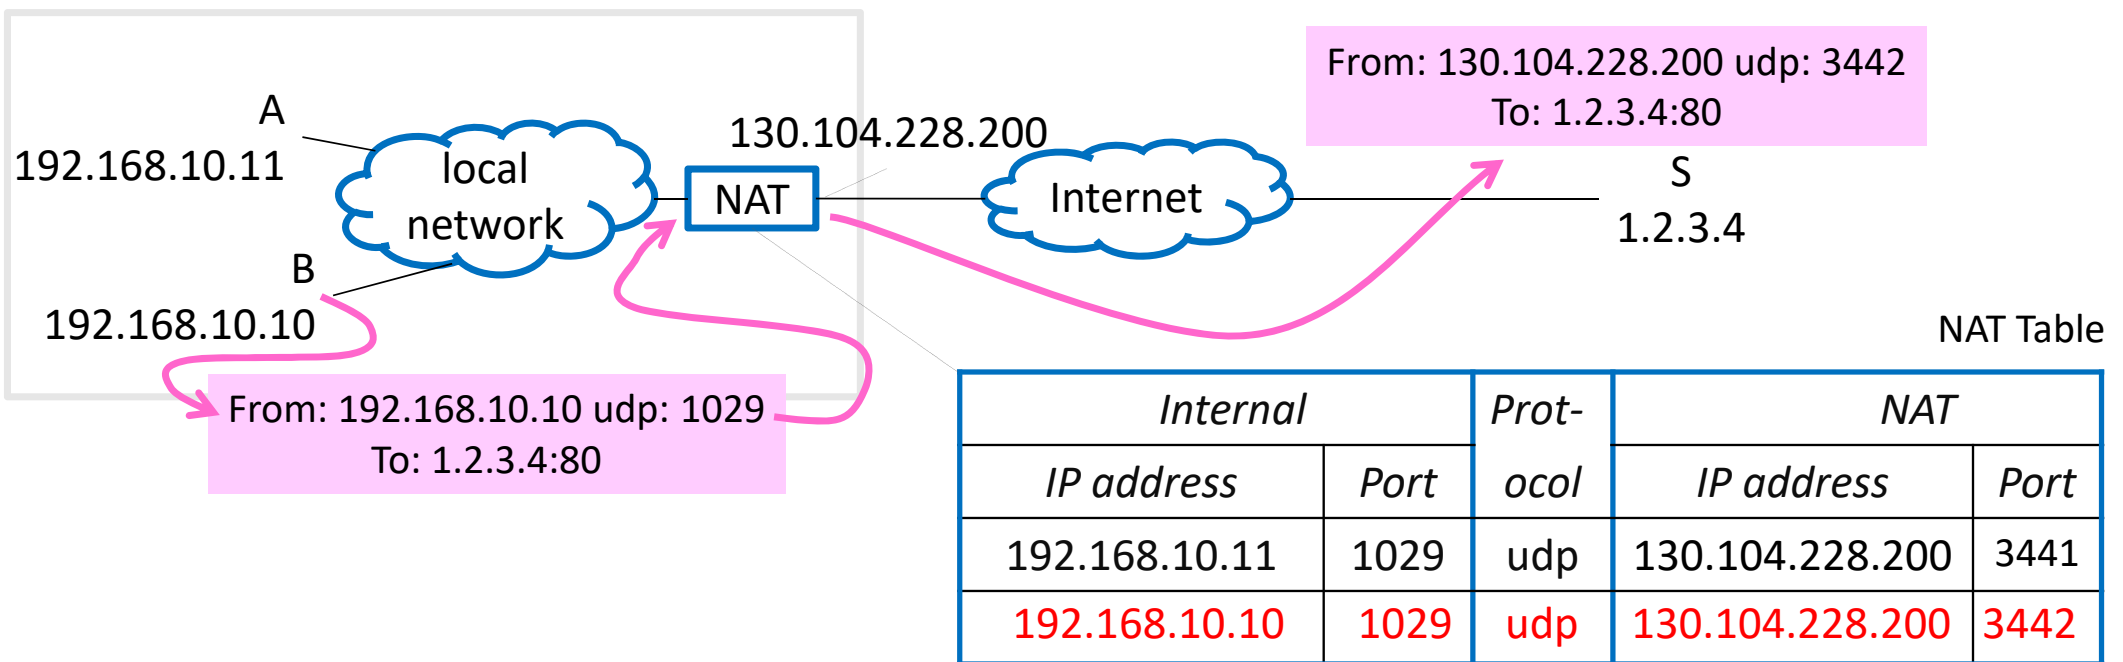 From: 130.104.228.200 udp: 3442
To: 1.2.3.4:80
A
192.168.10.11
local
network
130.104.228.200
NAT
Internet
S
1.2.3.4
B
192.168.10.10
From: 192.168.10.10 udp: 1029
To: 1.2.3.4:80
NAT Table
Internal Prot- NAT
IP address Port ocol IP address Port
192.168.10.11 1029 udp 130.104.228.200 3441
192.168.10.10 1029 udp 130.104.228.200 3442